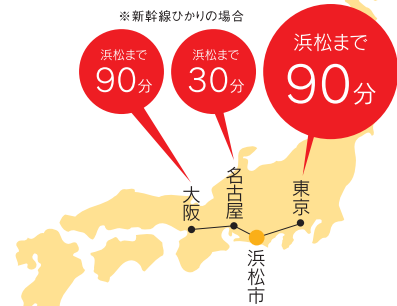 ※新幹線ひかりの場合
浜松まで
90分
浜松まで
30分
浜松まで
90分
大阪
名古屋
東京
浜松市